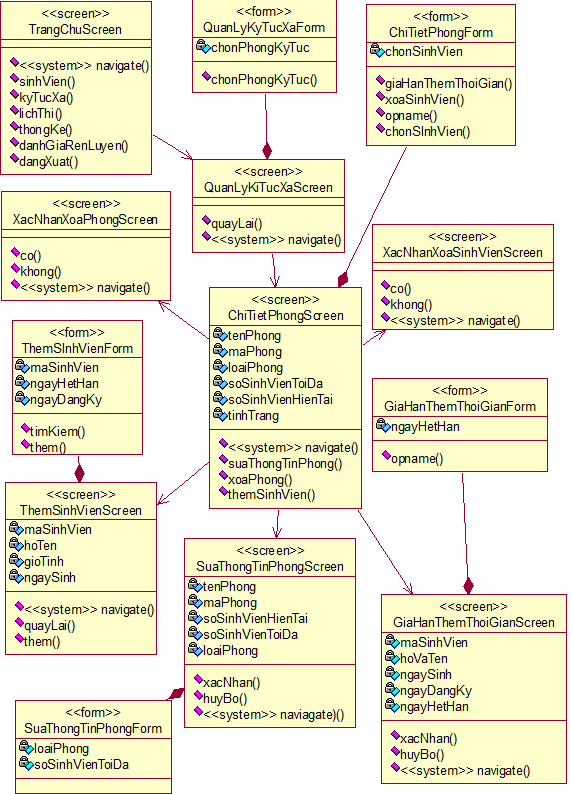 <<screen>>
TrangChuScreen
<<system>> navigate()
sinhVien()
kyTucXa()
lichThi()
thongKe()
danhGiaRenLuyen()
dangXuat()
<<form>>
QuanLyKyTucXaForm
chonPhongKyTuc
chonPhongKyTuc()
<<form>>
ChiTietPhongForm
chonSinhVien
giaHanThemThoiGian()
xoaSinhVien()
opname()
chonSInhVien()
<<screen>>
QuanLyKiTucXaScreen
quayLai()
<<system>> navigate()
<<screen>>
XacNhanXoaPhongScreen
co()
khong()
<<system>> navigate()
<<screen>>
XacNhanXoaSinhVienScreen
co()
khong()
<<system>> navigate()
<<screen>>
ChiTietPhongScreen
tenPhong
maPhong
loaiPhong
soSinhVienToiDa
soSinhVienHienTai
tinhTrang
<<system>> navigate()
suaThongTinPhong()
xoaPhong()
themSinhVien()
<<form>>
ThemSInhVienForm
maSinhVien
ngayHetHan
ngayDangKy
timKiem()
them()
<<form>>
GiaHanThemThoiGianForm
ngayHetHan
opname()
<<screen>>
ThemSinhVienScreen
maSinhVien
hoTen
gioTinh
ngaySinh
<<system>> navigate()
quayLai()
them()
<<screen>>
SuaThongTinPhongScreen
tenPhong
maPhong
soSinhVienHienTai
soSinhVienToiDa
loaiPhong
xacNhan()
huyBo()
<<system>> naviagate)()
<<screen>>
GiaHanThemThoiGianScreen
maSinhVien
hoVaTen
ngaySinh
ngayDangKy
ngayHetHan
xacNhan()
huyBo()
<<system>> navigate()
<<form>>
SuaThongTinPhongForm
loaiPhong
soSinhVienToiDa